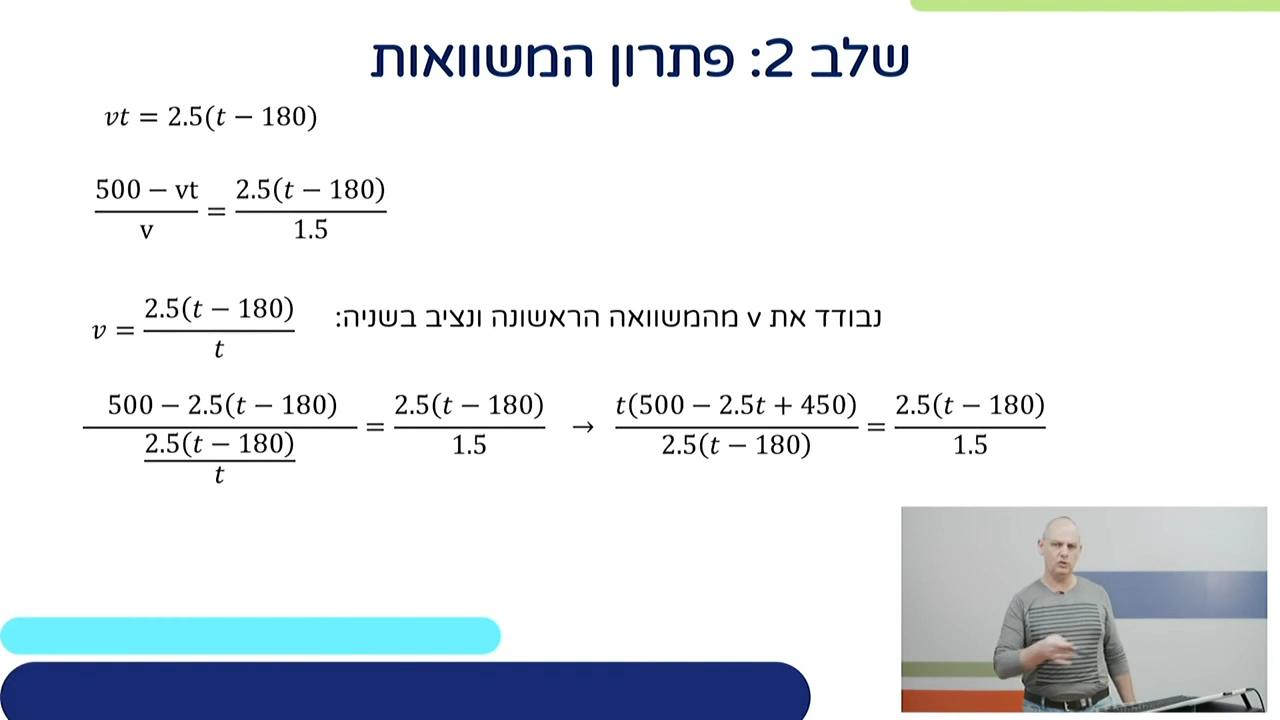 שלב 2: פתרון המשוואות
vt = 2.5(t − 180)
(500 − vt)/v = 2.5(t − 180)/1.5
v = 2.5(t − 180)/t נבודד את v מהמשוואה הראשונה ונציב בשניה:
(500 − 2.5(t − 180))/(2.5(t − 180)/t) = 2.5(t − 180)/1.5 → t(500 − 2.5t + 450)/2.5(t − 180) = 2.5(t − 180)/1.5